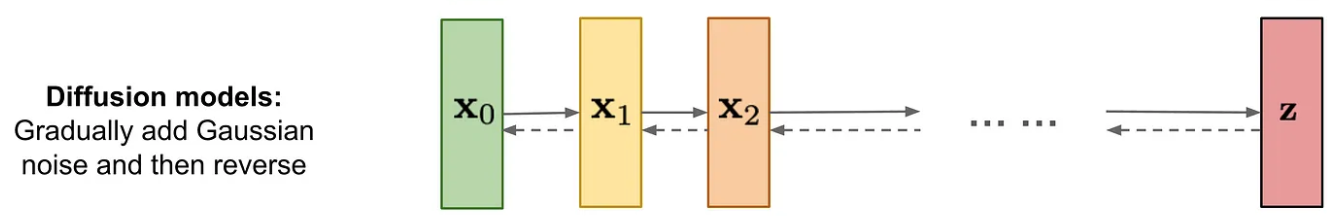 Diffusion models:
Gradually add Gaussian
noise and then reverse
x₀
x₁
x₂
... ...
z